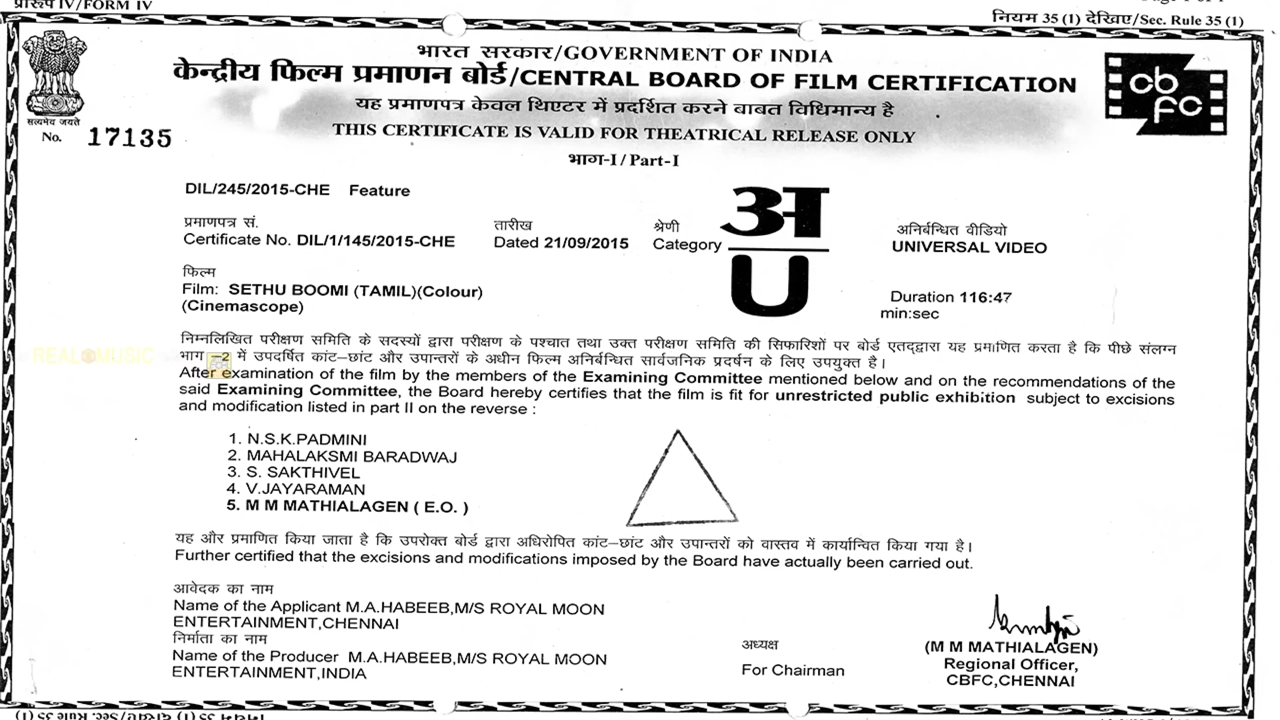 प्रारूप IV/FORM IV
नियम 35 (1) देखिए/Sec. Rule 35 (1)
भारत सरकार/GOVERNMENT OF INDIA
केन्द्रीय फिल्म प्रमाणन बोर्ड/CENTRAL BOARD OF FILM CERTIFICATION
cb
fc
यह प्रमाणपत्र केवल थिएटर में प्रदर्शित करने बाबत विधिमान्य है
सत्यमेव जयते
THIS CERTIFICATE IS VALID FOR THEATRICAL RELEASE ONLY
No. 17135
भाग-I/Part-I
DIL/245/2015-CHE Feature
अ
प्रमाणपत्र सं. तारीख श्रेणी अनिर्बन्धित वीडियो
Certificate No. DIL/1/145/2015-CHE Dated 21/09/2015 Category UNIVERSAL VIDEO
U
फिल्म
Film: SETHU BOOMI (TAMIL)(Colour)
(Cinemascope)
Duration 116:47
min:sec
निम्नलिखित परीक्षण समिति के सदस्यों द्वारा परीक्षण के पश्चात तथा उक्त परीक्षण समिति की सिफारिशों पर बोर्ड एतद्द्वारा यह प्रमाणित करता है कि पीछे संलग्न
REAL MUSIC
भाग –2 में उपदर्षित कांट–छांट और उपान्तरों के अधीन फिल्म अनिर्बन्धित सार्वजनिक प्रदर्षन के लिए उपयुक्त है।
After examination of the film by the members of the Examining Committee mentioned below and on the recommendations of the
said Examining Committee, the Board hereby certifies that the film is fit for unrestricted public exhibition subject to excisions
and modification listed in part II on the reverse :
1. N.S.K.PADMINI
2. MAHALAKSMI BARADWAJ
3. S. SAKTHIVEL
4. V.JAYARAMAN
5. M M MATHIALAGEN ( E.O. )
यह और प्रमाणित किया जाता है कि उपरोक्त बोर्ड द्वारा अधिरोपित कांट–छांट और उपान्तरों को वास्तव में कार्यान्वित किया गया है।
Further certified that the excisions and modifications imposed by the Board have actually been carried out.
आवेदक का नाम
Name of the Applicant M.A.HABEEB,M/S ROYAL MOON
ENTERTAINMENT,CHENNAI
निर्माता का नाम
Name of the Producer M.A.HABEEB,M/S ROYAL MOON
ENTERTAINMENT,INDIA
अध्यक्ष
For Chairman
(M M MATHIALAGEN)
Regional Officer,
CBFC,CHENNAI